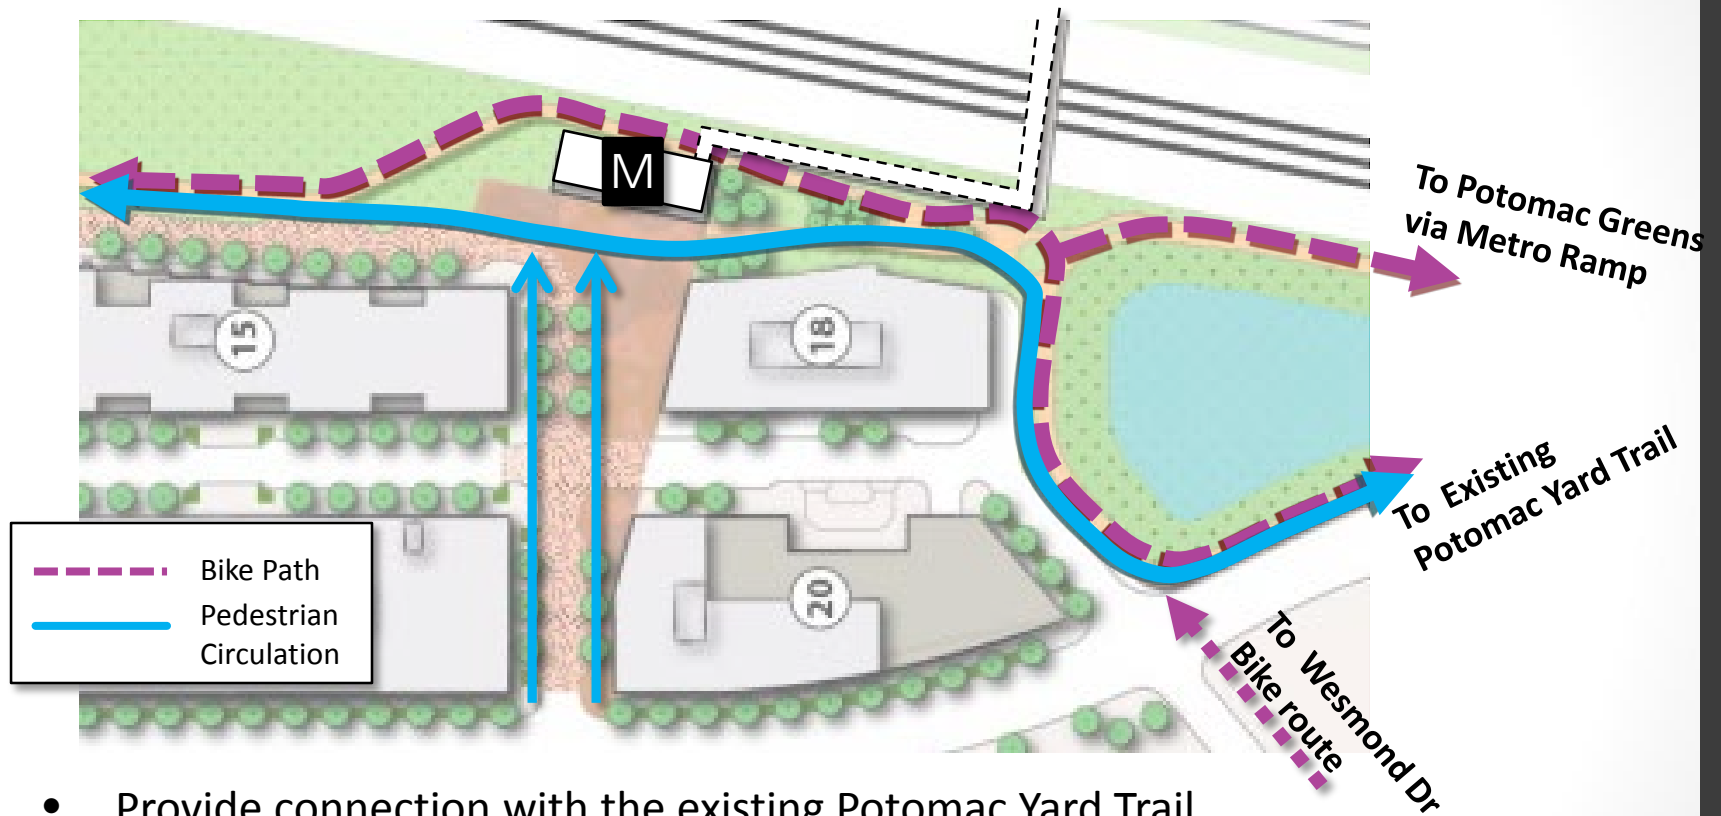 M
To Potomac Greens
via Metro Ramp
15
18
To Existing
Potomac Yard Trail
Bike Path
Pedestrian
Circulation
20
To Wesmond Dr
Bike route
• Provide connection with the existing Potomac Yard Trail